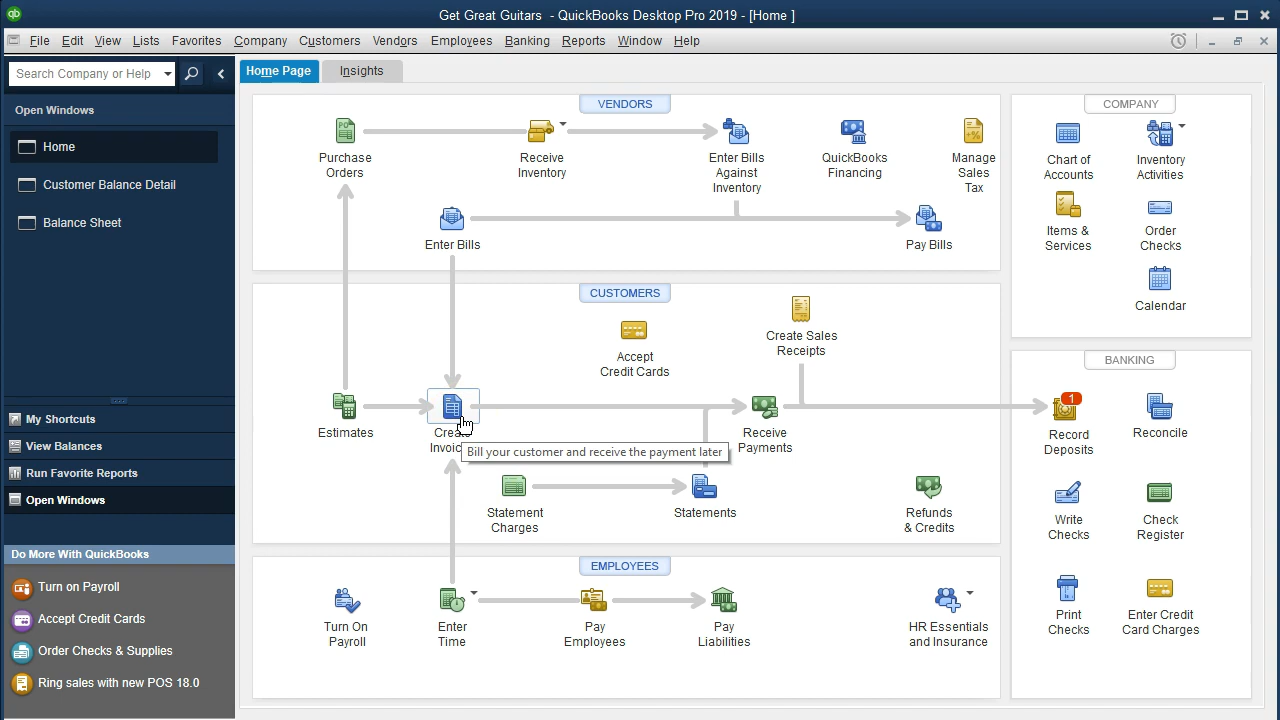 Get Great Guitars - QuickBooks Desktop Pro 2019 - [Home ]
File Edit View Lists Favorites Company Customers Vendors Employees Banking Reports Window Help
Search Company or Help
Home Page
Insights
Open Windows
Home
Customer Balance Detail
Balance Sheet
My Shortcuts
View Balances
Run Favorite Reports
Open Windows
Do More With QuickBooks
Turn on Payroll
Accept Credit Cards
Order Checks & Supplies
Ring sales with new POS 18.0
VENDORS
Purchase
Orders
Receive
Inventory
Enter Bills
Against
Inventory
QuickBooks
Financing
Manage
Sales
Tax
Enter Bills
Pay Bills
CUSTOMERS
Accept
Credit Cards
Create Sales
Receipts
Estimates
Receive
Payments
Bill your customer and receive the payment later
Statement
Charges
Statements
Refunds
& Credits
EMPLOYEES
Turn On
Payroll
Enter
Time
Pay
Employees
Pay
Liabilities
HR Essentials
and Insurance
COMPANY
Chart of
Accounts
Inventory
Activities
Items &
Services
Order
Checks
Calendar
BANKING
1
Record
Deposits
Reconcile
Write
Checks
Check
Register
Print
Checks
Enter Credit
Card Charges